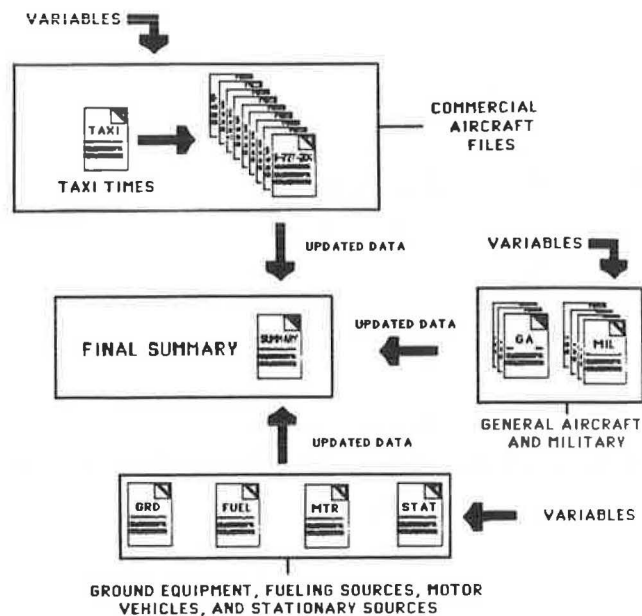 VARIABLES
TAXI
TAXI TIMES
COMMERCIAL
AIRCRAFT
FILES
UPDATED DATA
VARIABLES
FINAL SUMMARY
SUMMARY
UPDATED DATA
GA
MIL
GENERAL AIRCRAFT
AND MILITARY
UPDATED DATA
GRD
FUEL
MTR
STAT
VARIABLES
GROUND EQUIPMENT, FUELING SOURCES, MOTOR
VEHICLES, AND STATIONARY SOURCES